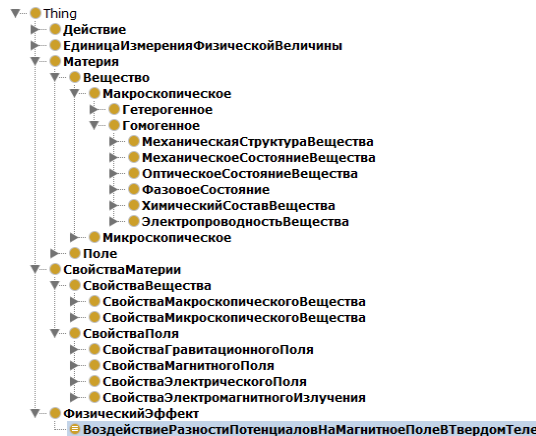 Thing
Действие
ЕдиницаИзмеренияФизическойВеличины
Материя
Вещество
Макроскопическое
Гетерогенное
Гомогенное
МеханическаяСтруктураВещества
МеханическоеСостояниеВещества
ОптическоеСостояниеВещества
ФазовоеСостояние
ХимическийСоставВещества
ЭлектропроводностьВещества
Микроскопическое
Поле
СвойстваМатерии
СвойстваВещества
СвойстваМакроскопическогоВещества
СвойстваМикроскопическогоВещества
СвойстваПоля
СвойстваГравитационногоПоля
СвойстваМагнитногоПоля
СвойстваЭлектрическогоПоля
СвойстваЭлектромагнитногоИзлучения
ФизическийЭффект
ВоздействиеРазностиПотенциаловНаМагнитноеПолеВТвердомТеле